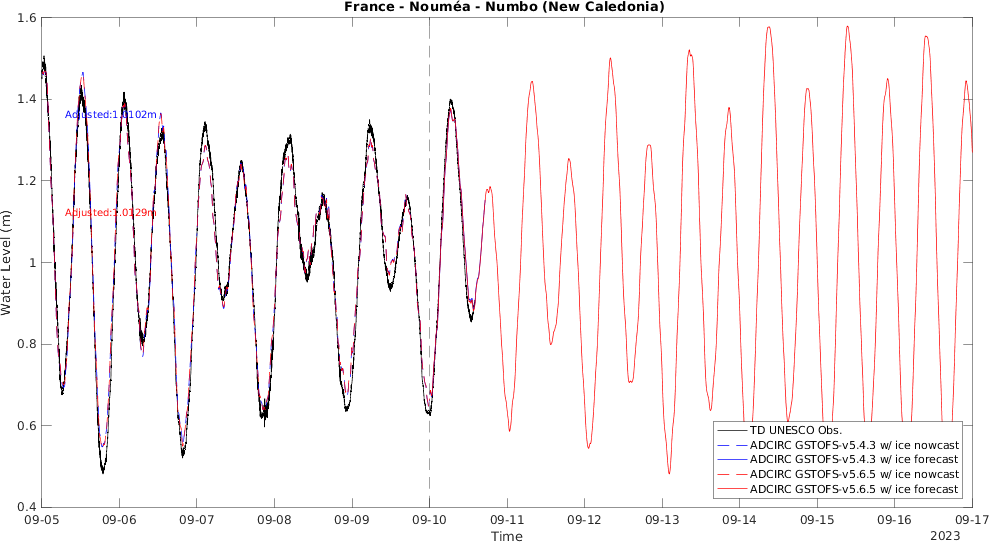 France - Nouméa - Numbo (New Caledonia)
1.6
1.4
1.2
1
0.8
0.6
0.4
Water Level (m)
Adjusted:1.0102m
Adjusted:1.0129m
TD UNESCO Obs.
ADCIRC GSTOFS-v5.4.3 w/ ice nowcast
ADCIRC GSTOFS-v5.4.3 w/ ice forecast
ADCIRC GSTOFS-v5.6.5 w/ ice nowcast
ADCIRC GSTOFS-v5.6.5 w/ ice forecast
09-05 09-06 09-07 09-08 09-09 09-10 09-11 09-12 09-13 09-14 09-15 09-16 09-17
Time
2023